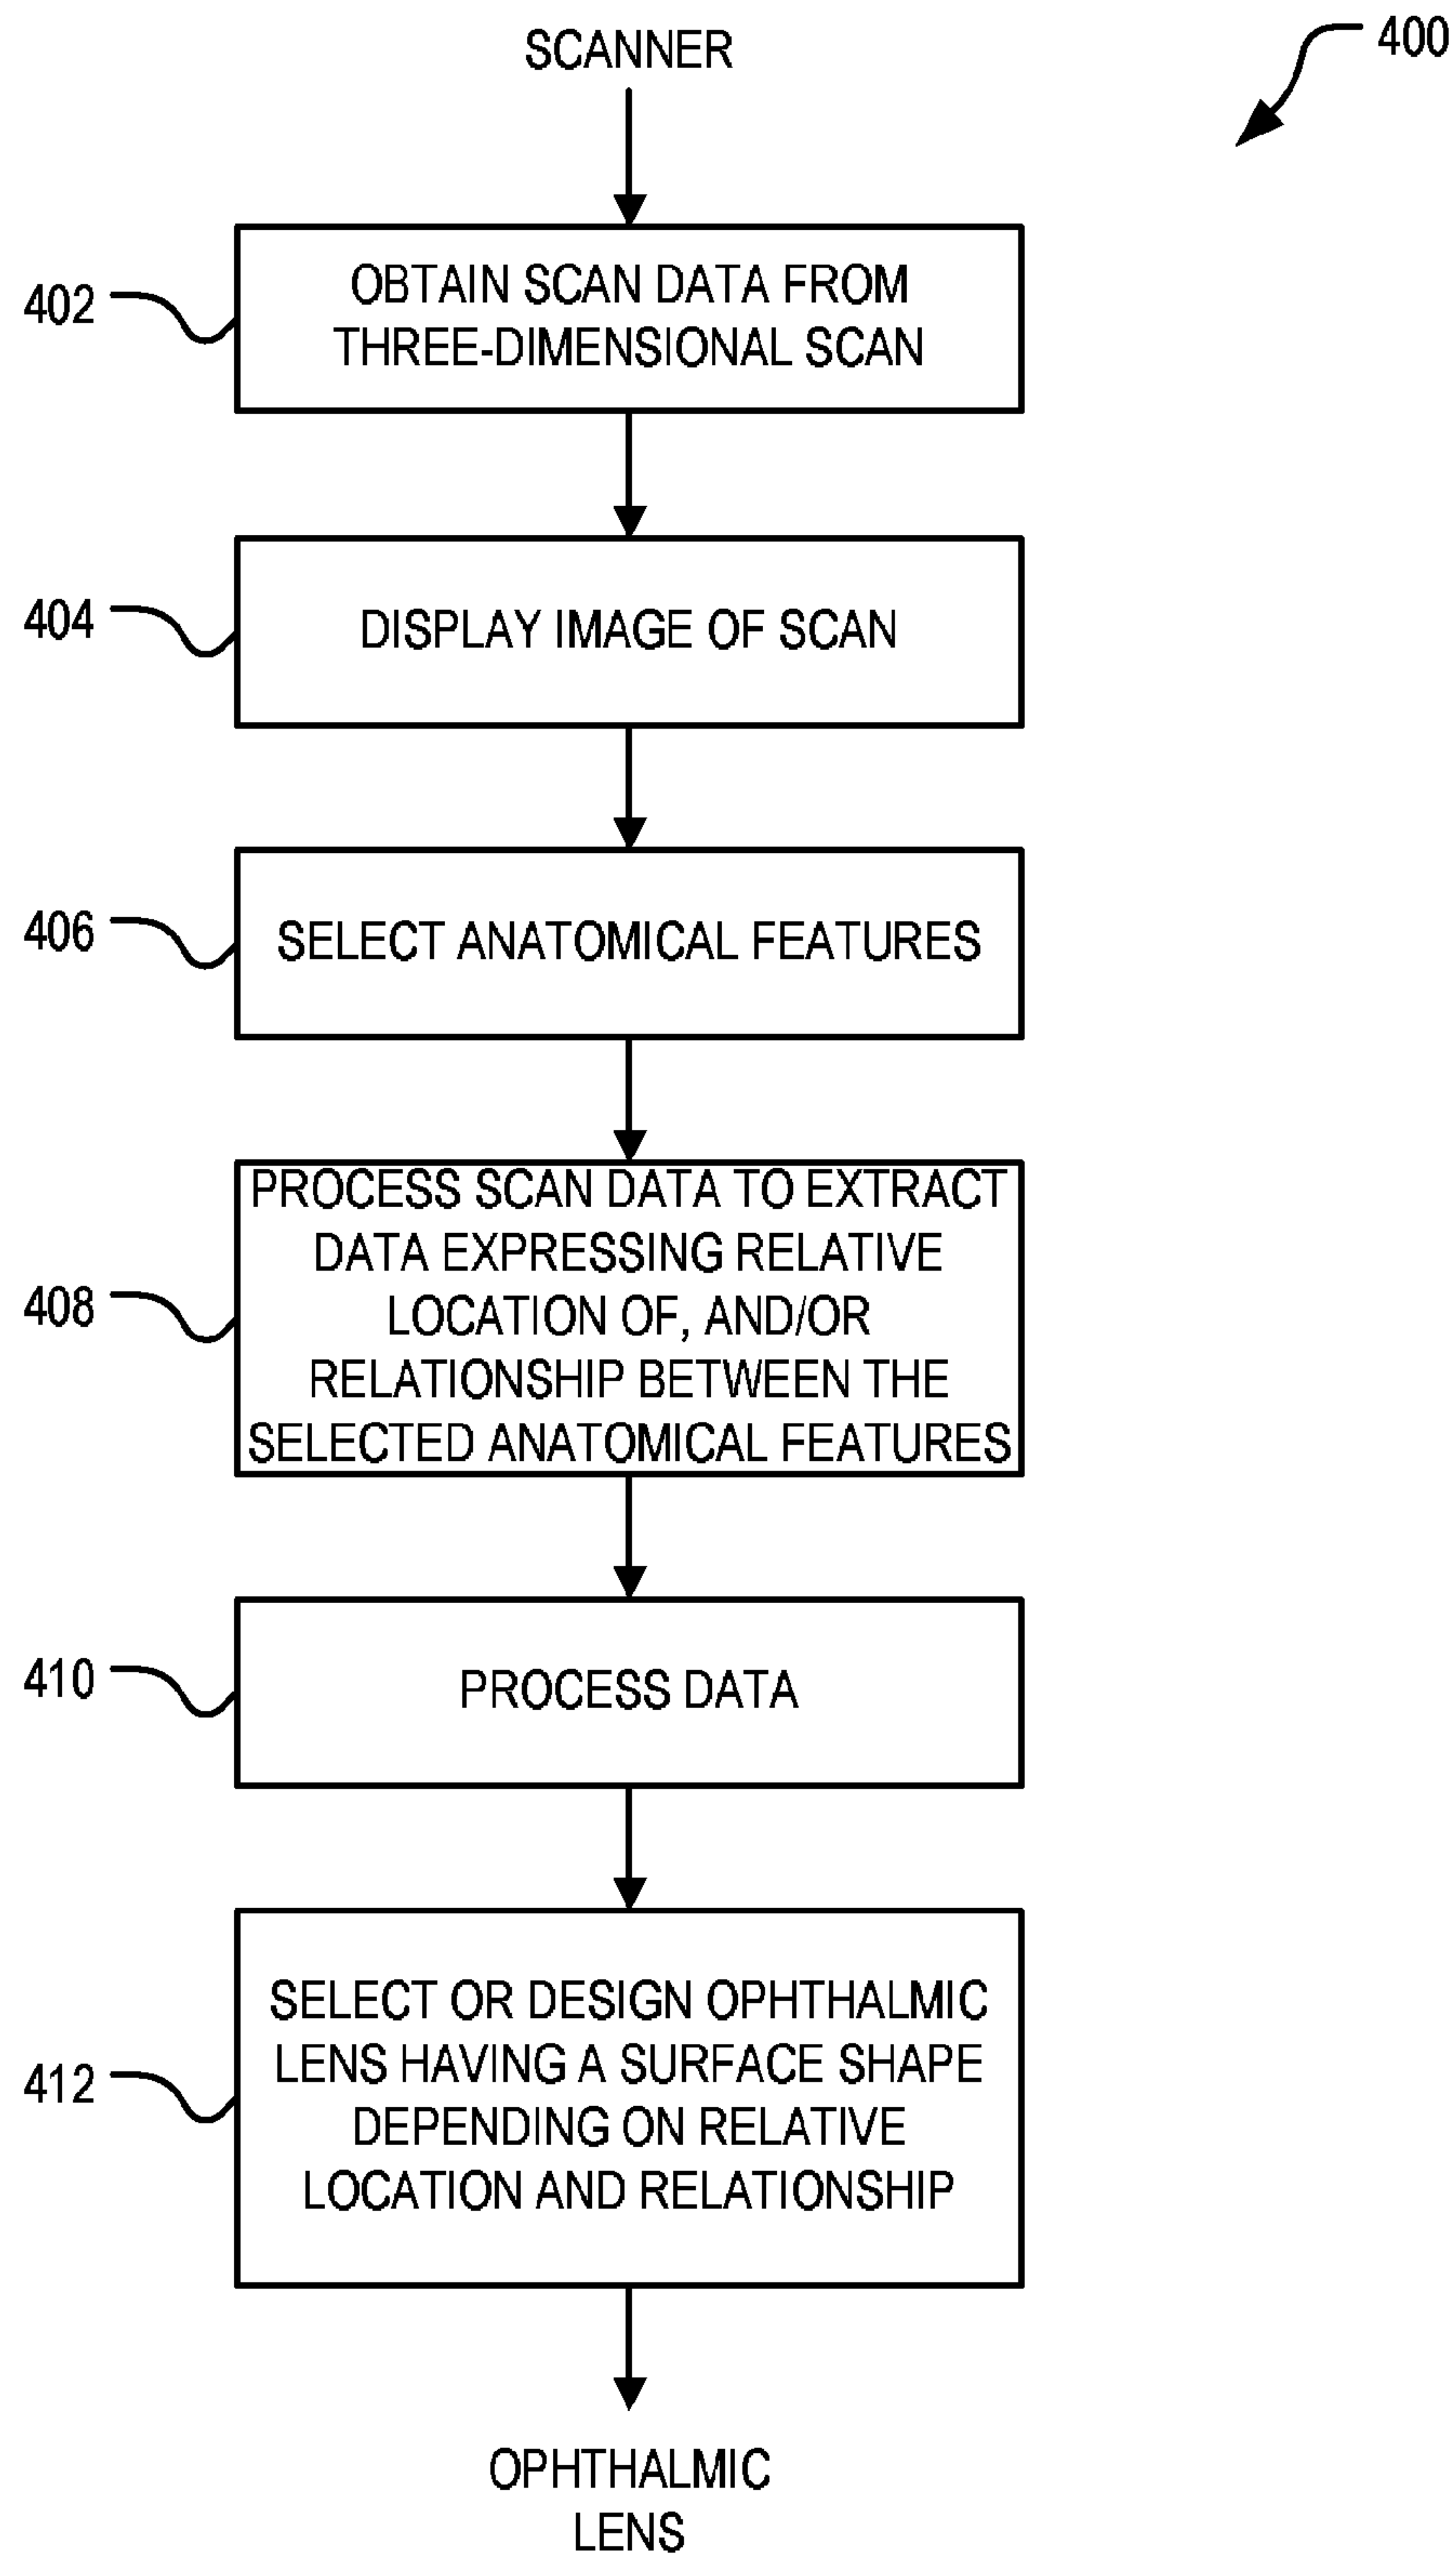 SCANNER
400
402
OBTAIN SCAN DATA FROM
THREE-DIMENSIONAL SCAN
404
DISPLAY IMAGE OF SCAN
406
SELECT ANATOMICAL FEATURES
408
PROCESS SCAN DATA TO EXTRACT
DATA EXPRESSING RELATIVE
LOCATION OF, AND/OR
RELATIONSHIP BETWEEN THE
SELECTED ANATOMICAL FEATURES
410
PROCESS DATA
412
SELECT OR DESIGN OPHTHALMIC
LENS HAVING A SURFACE SHAPE
DEPENDING ON RELATIVE
LOCATION AND RELATIONSHIP
OPHTHALMIC
LENS